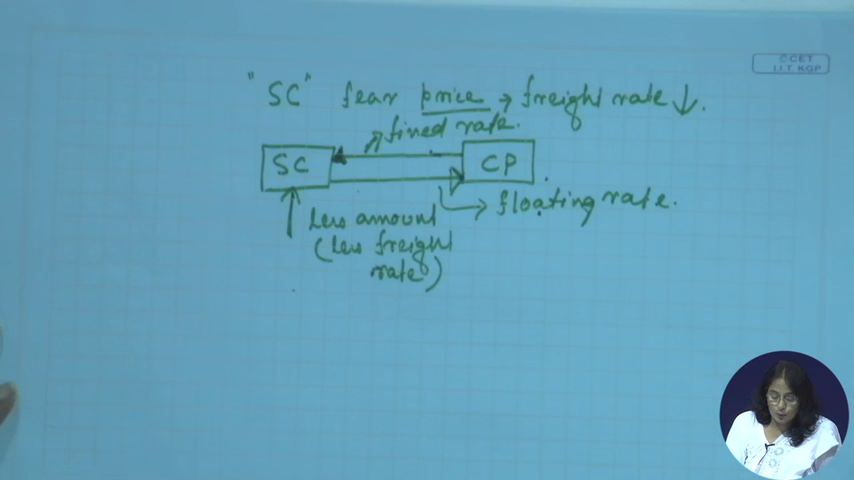 CET
I.I.T. KGP
"SC" fear price → freight rate ↓.
fixed rate.
SC
CP
floating rate.
Less amount
(Less freight
rate)